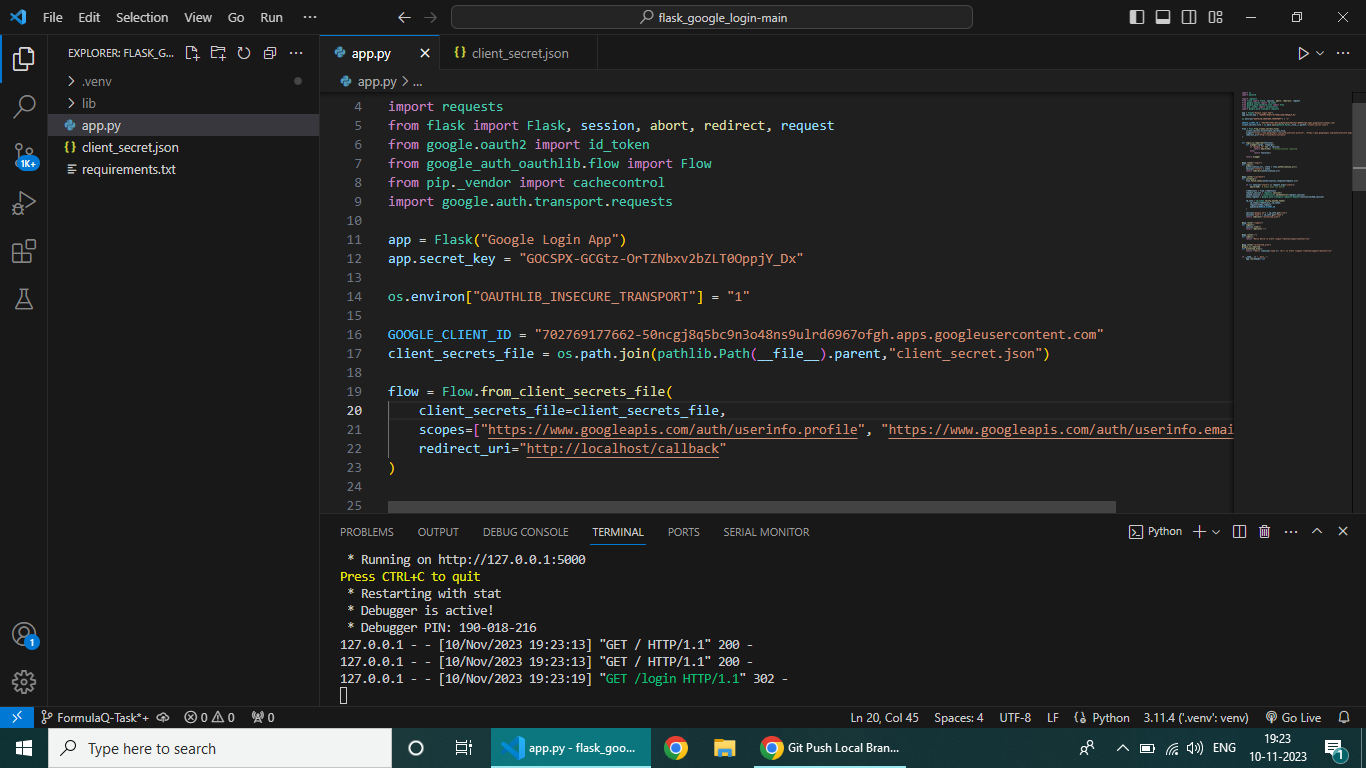 File Edit Selection View Go Run ··· flask_google_login-main
EXPLORER: FLASK_G...
.venv
lib
app.py
client_secret.json
requirements.txt
1K+
1
app.py client_secret.json
app.py > ...
4 import requests
5 from flask import Flask, session, abort, redirect, request
6 from google.oauth2 import id_token
7 from google_auth_oauthlib.flow import Flow
8 from pip._vendor import cachecontrol
9 import google.auth.transport.requests
10
11 app = Flask("Google Login App")
12 app.secret_key = "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"
13
14 os.environ["OAUTHLIB_INSECURE_TRANSPORT"] = "1"
15
16 GOOGLE_CLIENT_ID = "702769177662-50ncgj8q5bc9n3o48ns9ulrd6967ofgh.apps.googleusercontent.com"
17 client_secrets_file = os.path.join(pathlib.Path(__file__).parent,"client_secret.json")
18
19 flow = Flow.from_client_secrets_file(
20 client_secrets_file=client_secrets_file,
21 scopes=["https://www.googleapis.com/auth/userinfo.profile", "https://www.googleapis.com/auth/userinfo.emai
22 redirect_uri="http://localhost/callback"
23 )
24
25
PROBLEMS OUTPUT DEBUG CONSOLE TERMINAL PORTS SERIAL MONITOR Python
* Running on http://127.0.0.1:5000
Press CTRL+C to quit
* Restarting with stat
* Debugger is active!
* Debugger PIN: 190-018-216
127.0.0.1 - - [10/Nov/2023 19:23:13] "GET / HTTP/1.1" 200 -
127.0.0.1 - - [10/Nov/2023 19:23:13] "GET / HTTP/1.1" 200 -
127.0.0.1 - - [10/Nov/2023 19:23:19] "GET /login HTTP/1.1" 302 -
FormulaQ-Task*+ 0 0 0 Ln 20, Col 45 Spaces: 4 UTF-8 LF Python 3.11.4 ('.venv': venv) Go Live
Type here to search app.py - flask_goo... Git Push Local Bran... ENG 19:23
10-11-2023 1